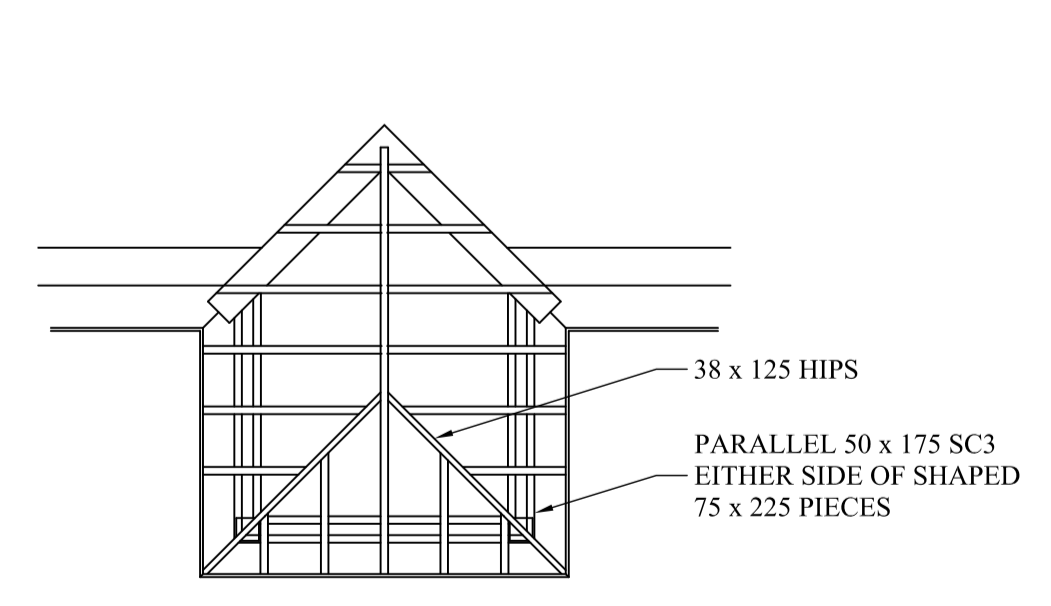 38 x 125 HIPS
PARALLEL 50 x 175 SC3
EITHER SIDE OF SHAPED
75 x 225 PIECES